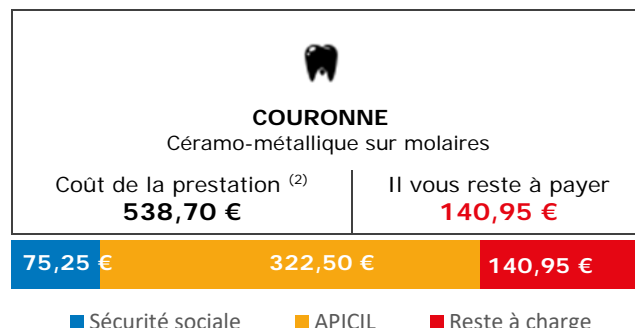 COURONNE
Céramo-métallique sur molaires
Coût de la prestation (2)
538,70 €
Il vous reste à payer
140,95 €
75,25 € 322,50 € 140,95 €
Sécurité sociale APICIL Reste à charge